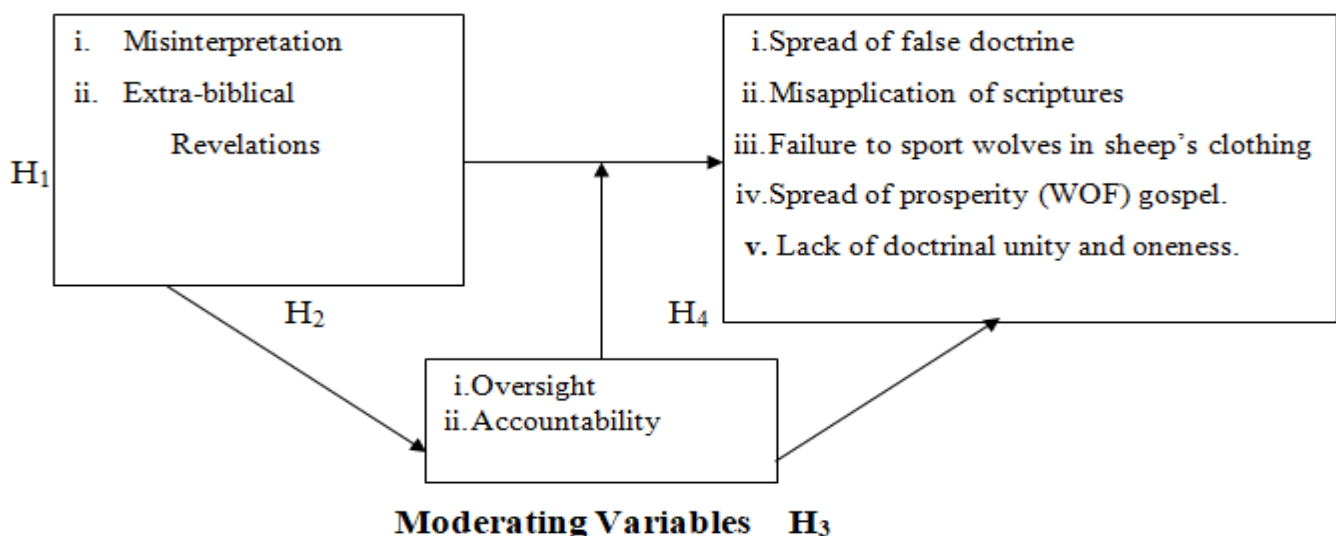 i. Misinterpretation
ii. Extra-biblical
Revelations
H₁
i.Spread of false doctrine
ii.Misapplication of scriptures
iii.Failure to sport wolves in sheep’s clothing
iv.Spread of prosperity (WOF) gospel.
v. Lack of doctrinal unity and oneness.
H₂
H₄
i.Oversight
ii.Accountability
Moderating Variables H₃